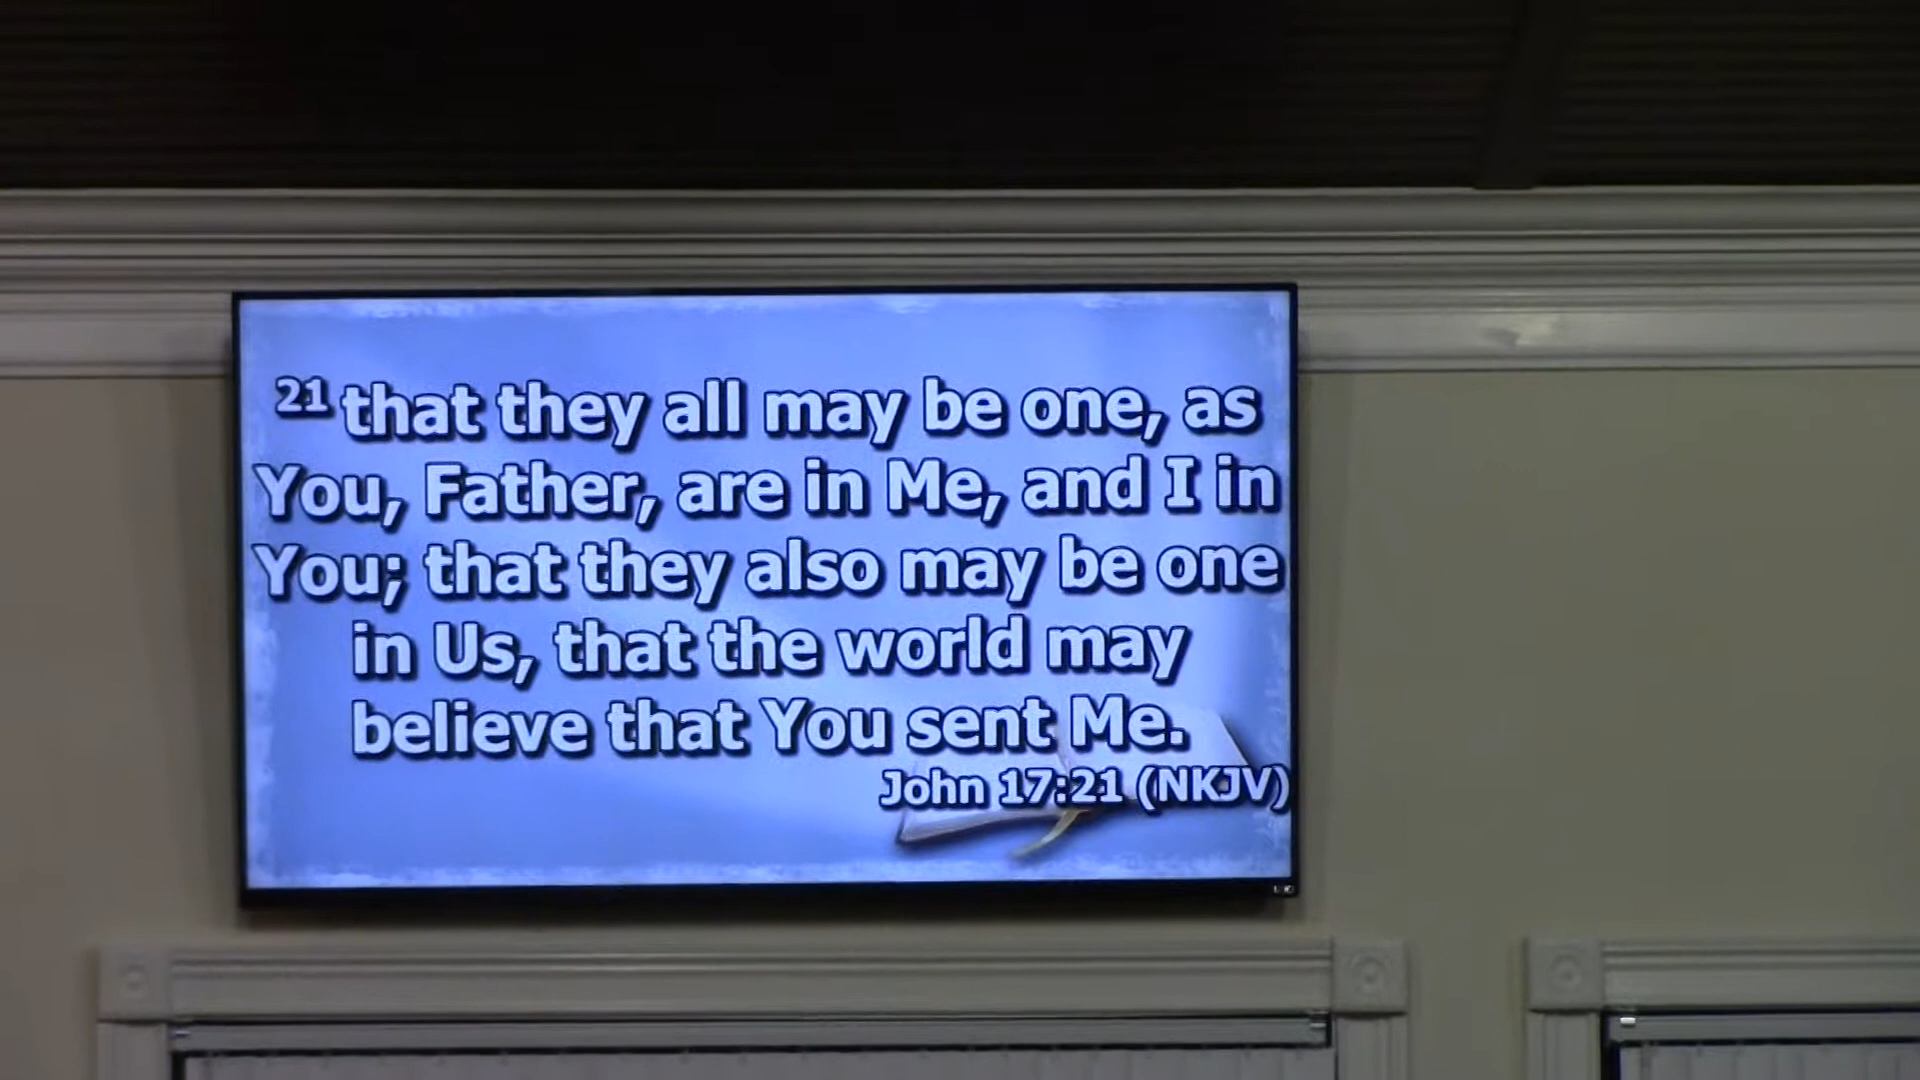 21 that they all may be one, as
You, Father, are in Me, and I in
You; that they also may be one
in Us, that the world may
believe that You sent Me.
John 17:21 (NKJV)